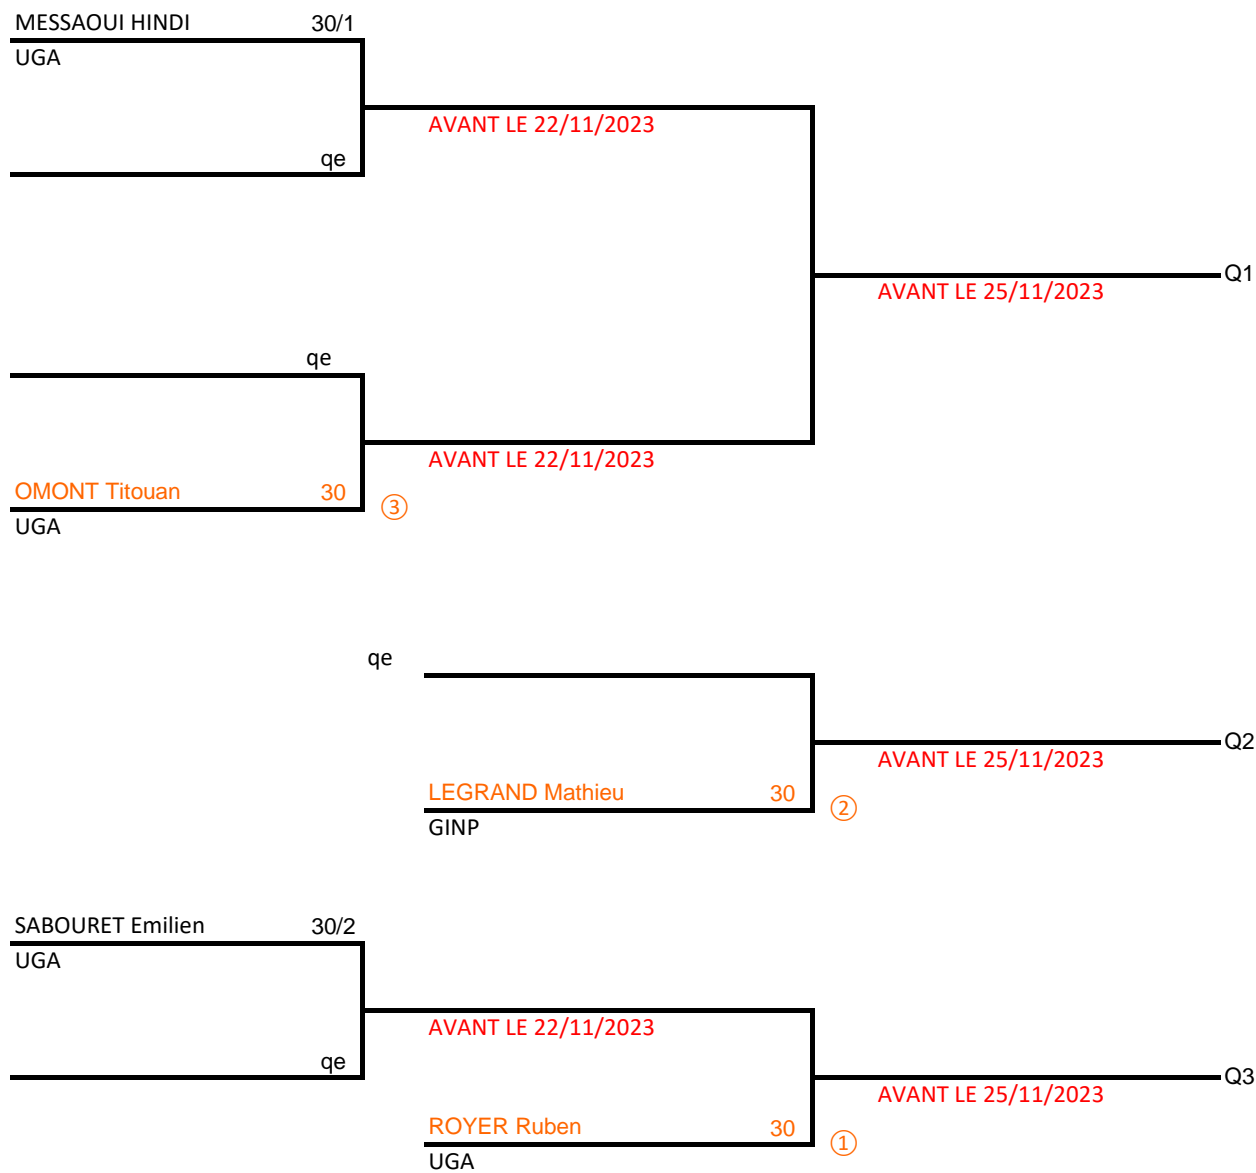 MESSAOUI HINDI 30/1
UGA
AVANT LE 22/11/2023
qe
Q1
AVANT LE 25/11/2023
qe
AVANT LE 22/11/2023
OMONT Titouan 30 ③
UGA
qe
Q2
AVANT LE 25/11/2023
LEGRAND Mathieu 30 ②
GINP
SABOURET Emilien 30/2
UGA
AVANT LE 22/11/2023
qe
Q3
AVANT LE 25/11/2023
ROYER Ruben 30 ①
UGA